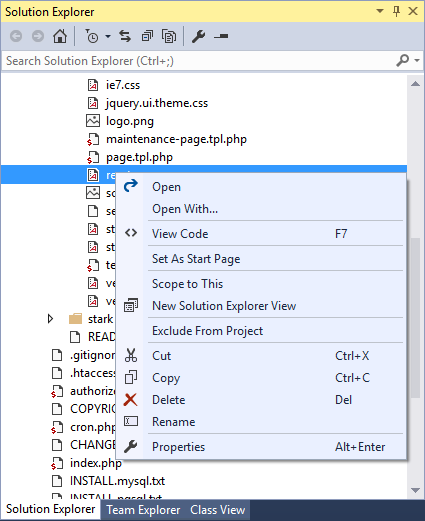 Solution Explorer
Search Solution Explorer (Ctrl+;)
ie7.css
jquery.ui.theme.css
logo.png
maintenance-page.tpl.php
page.tpl.php
Open
Open With...
View Code F7
Set As Start Page
Scope to This
New Solution Explorer View
Exclude From Project
Cut Ctrl+X
Copy Ctrl+C
Delete Del
Rename
Properties Alt+Enter
se
st
st
te
ve
ve
stark
READ
.gitignor
.htaccess
authorize
COPYRIG
cron.php
CHANGE
index.php
INSTALL.mysql.txt
INSTALL.pgsql.txt
Solution Explorer Team Explorer Class View